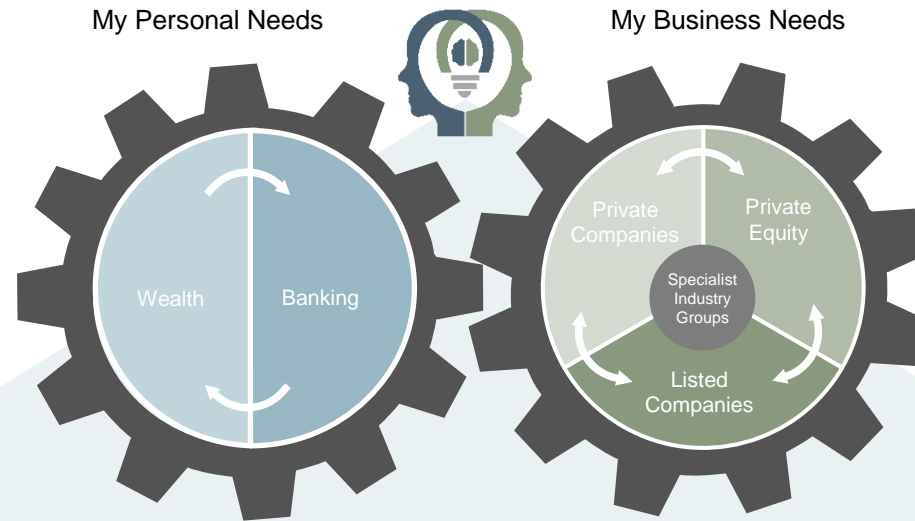 My Personal Needs
My Business Needs
Wealth
Banking
Private
Companies
Private
Equity
Specialist
Industry
Groups
Listed
Companies